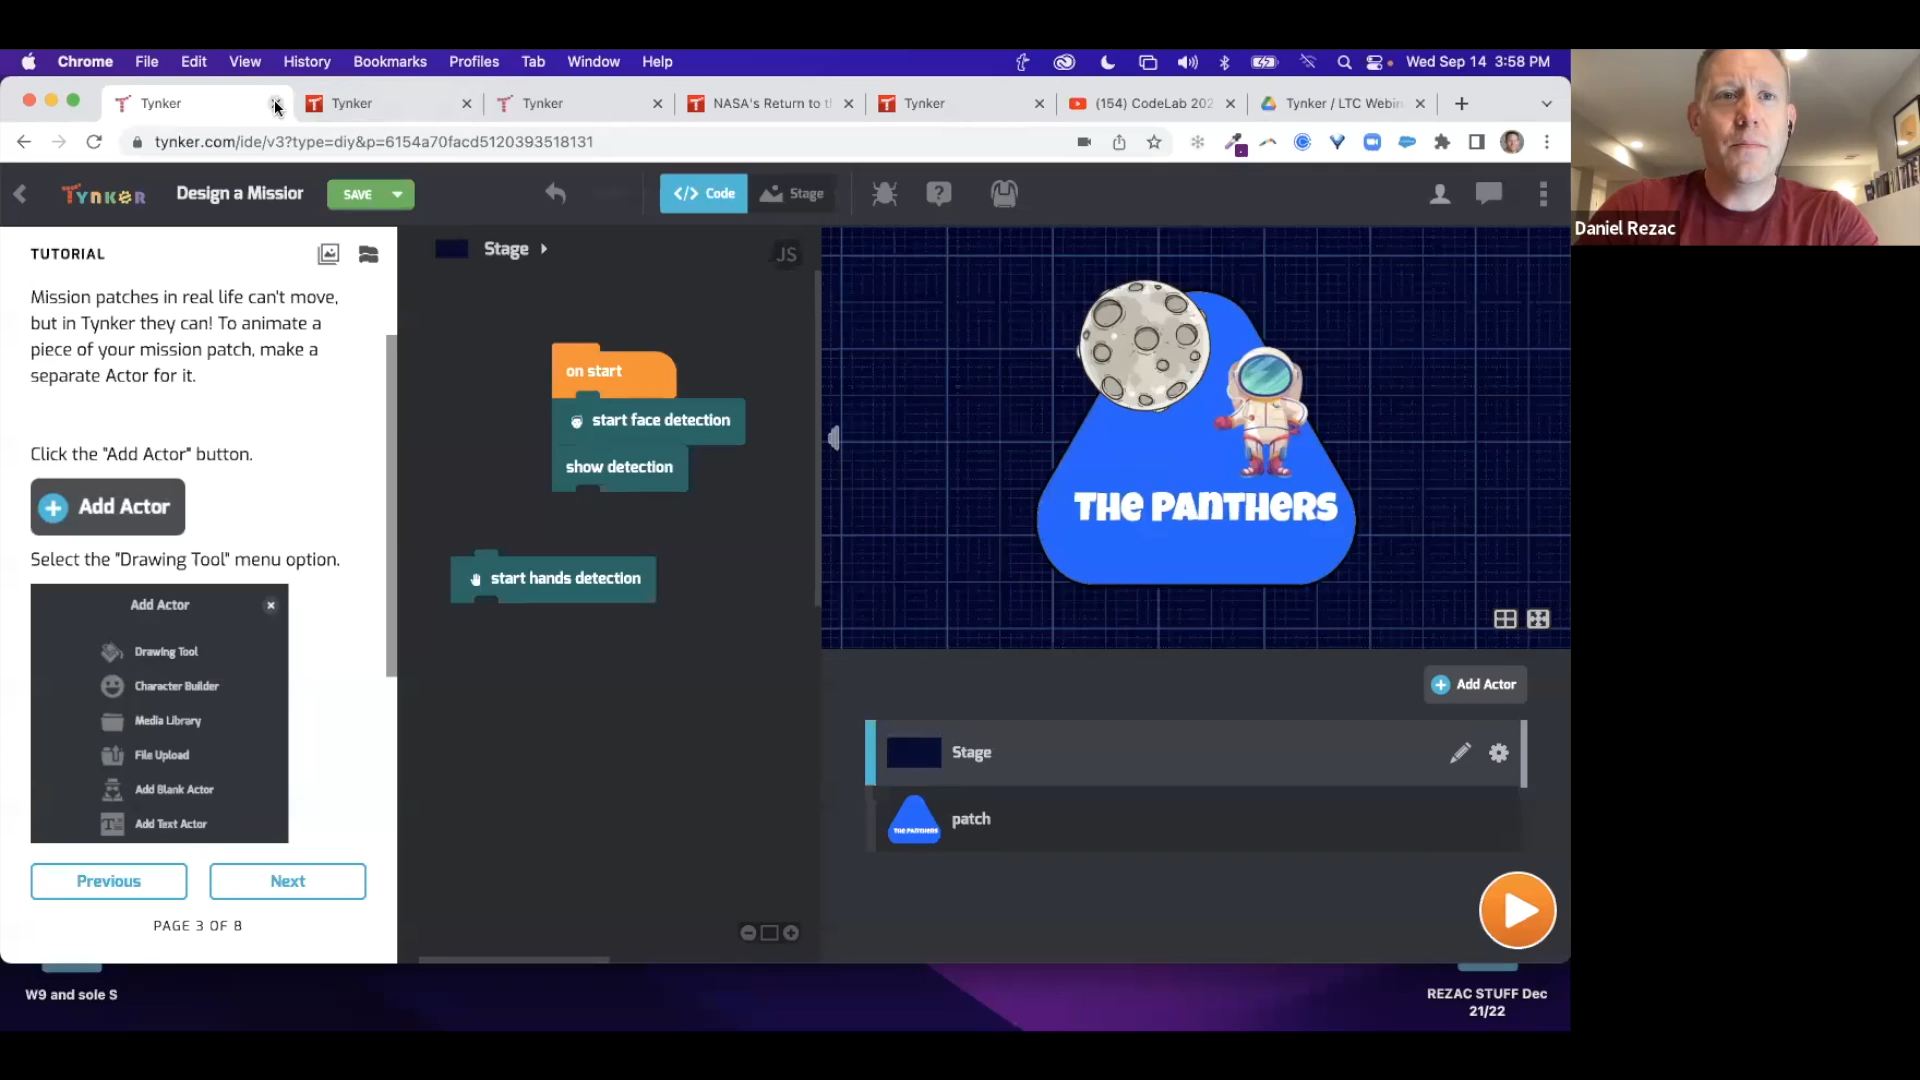 Chrome File Edit View History Bookmarks Profiles Tab Window Help Wed Sep 14 3:58 PM
Tynker Tynker Tynker NASA's Return to t (154) CodeLab 202 Tynker / LTC Webin
Tynker
tynker.com/ide/v3?type=diy&p=6154a70facd5120393518131
TYNKER Design a Mission SAVE </> Code Stage
Daniel Rezac
TUTORIAL
Mission patches in real life can't move,
but in Tynker they can! To animate a
piece of your mission patch, make a
separate Actor for it.
Click the "Add Actor" button.
Add Actor
Select the "Drawing Tool" menu option.
Add Actor
Drawing Tool
Character Builder
Media Library
File Upload
Add Blank Actor
Add Text Actor
Previous Next
PAGE 3 OF 8
Stage JS
on start
start face detection
show detection
start hands detection
THE PANTHERS
Add Actor
Stage
THE PANTHERS patch
W9 and sole S
REZAC STUFF Dec
21/22